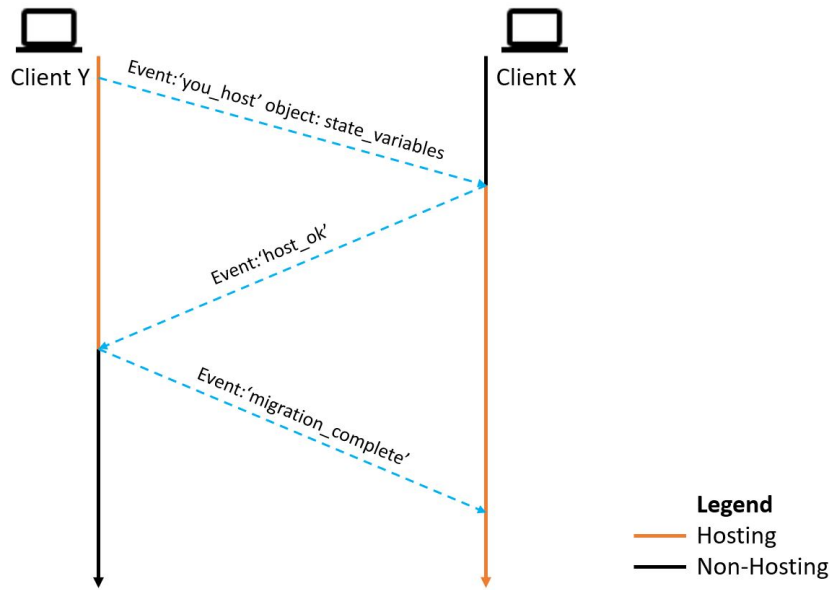 Client Y
Client X
Event:‘you_host’ object: state_variables
Event:‘host_ok’
Event:‘migration_complete’
Legend
Hosting
Non-Hosting